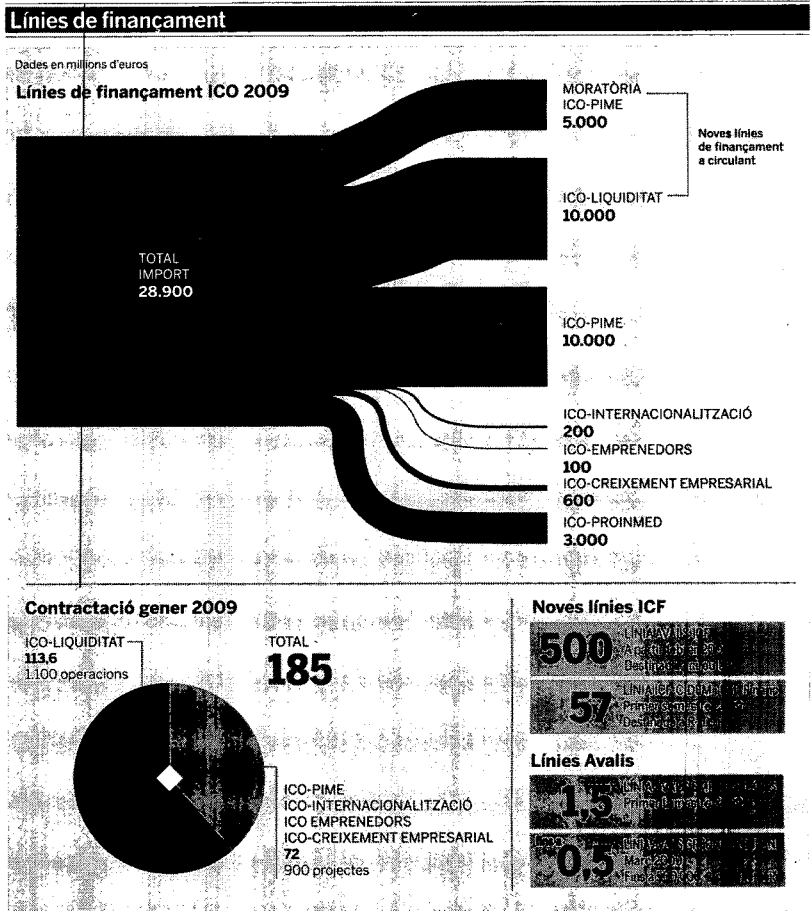 Línies de finançament
Dades en milions d'euros
Línies de finançament ICO 2009
TOTAL
IMPORT
28.900
MORATÒRIA
ICO-PIME
5.000
Noves línies
de finançament
a circulant
ICO-LIQUIDITAT
10.000
ICO-PIME
10.000
ICO-INTERNACIONALITZACIÓ
200
ICO-EMPRENEDORS
100
ICO-CREIXEMENT EMPRESARIAL
600
ICO-PROINMED
3.000
Contractació gener 2009
ICO-LIQUIDITAT
113,6
1.100 operacions
TOTAL
185
ICO-PIME
ICO-INTERNACIONALITZACIÓ
ICO EMPRENEDORS
ICO-CREIXEMENT EMPRESARIAL
72
900 projectes
Noves línies ICF
500
57
Línies Avalis
1,5
0,5